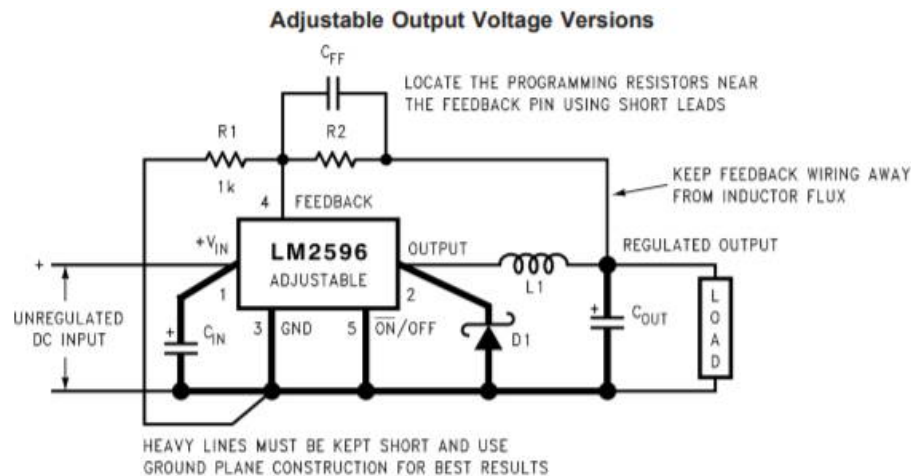 Adjustable Output Voltage Versions
CFF
LOCATE THE PROGRAMMING RESISTORS NEAR
THE FEEDBACK PIN USING SHORT LEADS
R1
R2
1k
4
FEEDBACK
KEEP FEEDBACK WIRING AWAY
FROM INDUCTOR FLUX
+VIN
LM2596
ADJUSTABLE
OUTPUT
REGULATED OUTPUT
+
1
2
L1
UNREGULATED
DC INPUT
+
CIN
3
GND
5
ON/OFF
D1
+
COUT
LOAD
HEAVY LINES MUST BE KEPT SHORT AND USE
GROUND PLANE CONSTRUCTION FOR BEST RESULTS